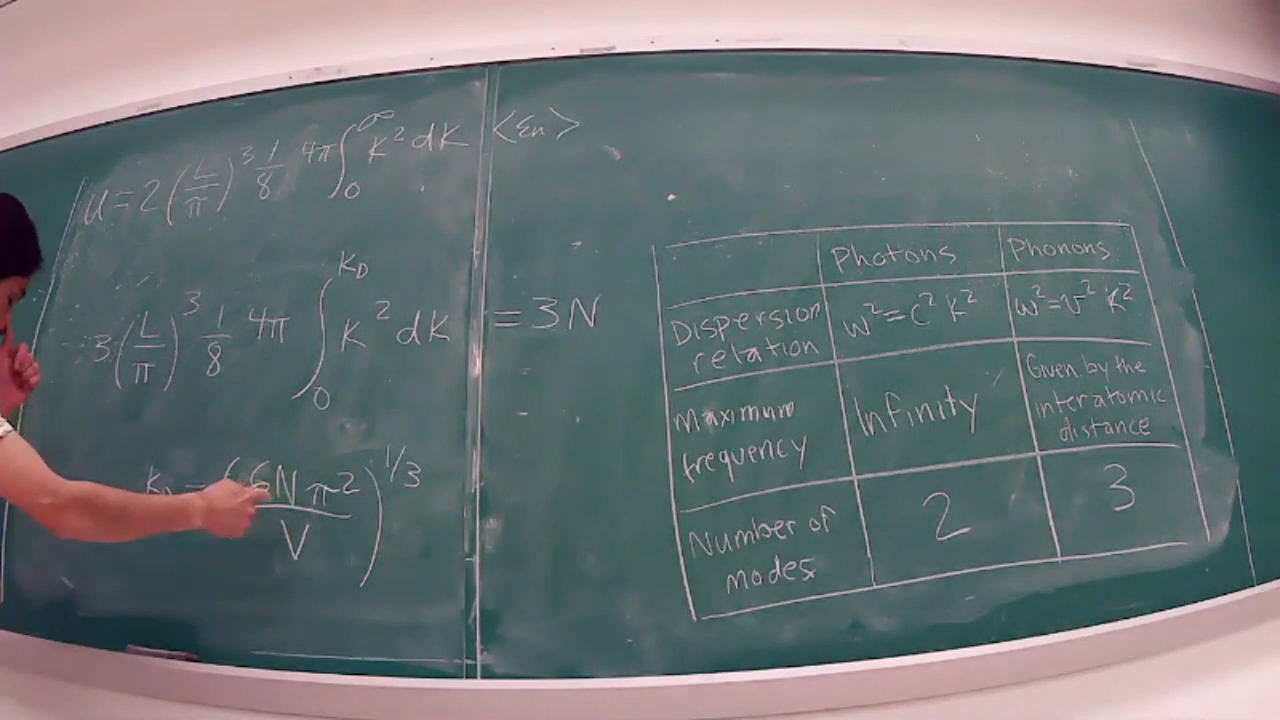 u = 2 (L/π)^3 1/8 4π ∫_0^∞ k^2 dk <εn>
3 (L/π)^3 1/8 4π ∫_0^{k_D} k^2 dk = 3N
k_D = (6Nπ^2/V)^{1/3}
Photons Phonons
Dispersion relation ω^2=c^2 k^2 ω^2=v^2 k^2
Maximum frequency Infinity Given by the interatomic distance
Number of modes 2 3